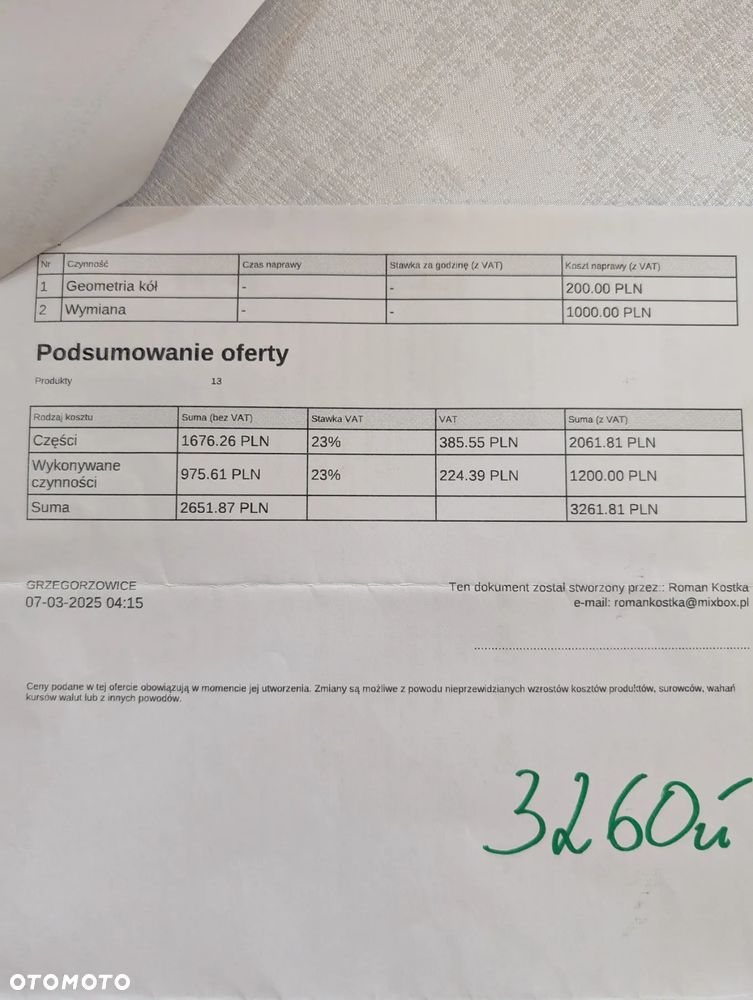 Nr Czynność Czas naprawy Stawka za godzinę (z VAT) Koszt naprawy (z VAT)
1 Geometria kół - - 200.00 PLN
2 Wymiana - - 1000.00 PLN
Podsumowanie oferty
Produkty 13
Rodzaj kosztu Suma (bez VAT) Stawka VAT VAT Suma (z VAT)
Części 1676.26 PLN 23% 385.55 PLN 2061.81 PLN
Wykonywane
czynności 975.61 PLN 23% 224.39 PLN 1200.00 PLN
Suma 2651.87 PLN 3261.81 PLN
GRZEGORZOWICE
07-03-2025 04:15
Ten dokument został stworzony przez:: Roman Kostka
e-mail: romankostka@mixbox.pl
Ceny podane w tej ofercie obowiązują w momencie jej utworzenia. Zmiany są możliwe z powodu nieprzewidzianych wzrostów kosztów produktów, surowców, wahań
kursów walut lub z innych powodów.
3260 zł
OTOMOTO